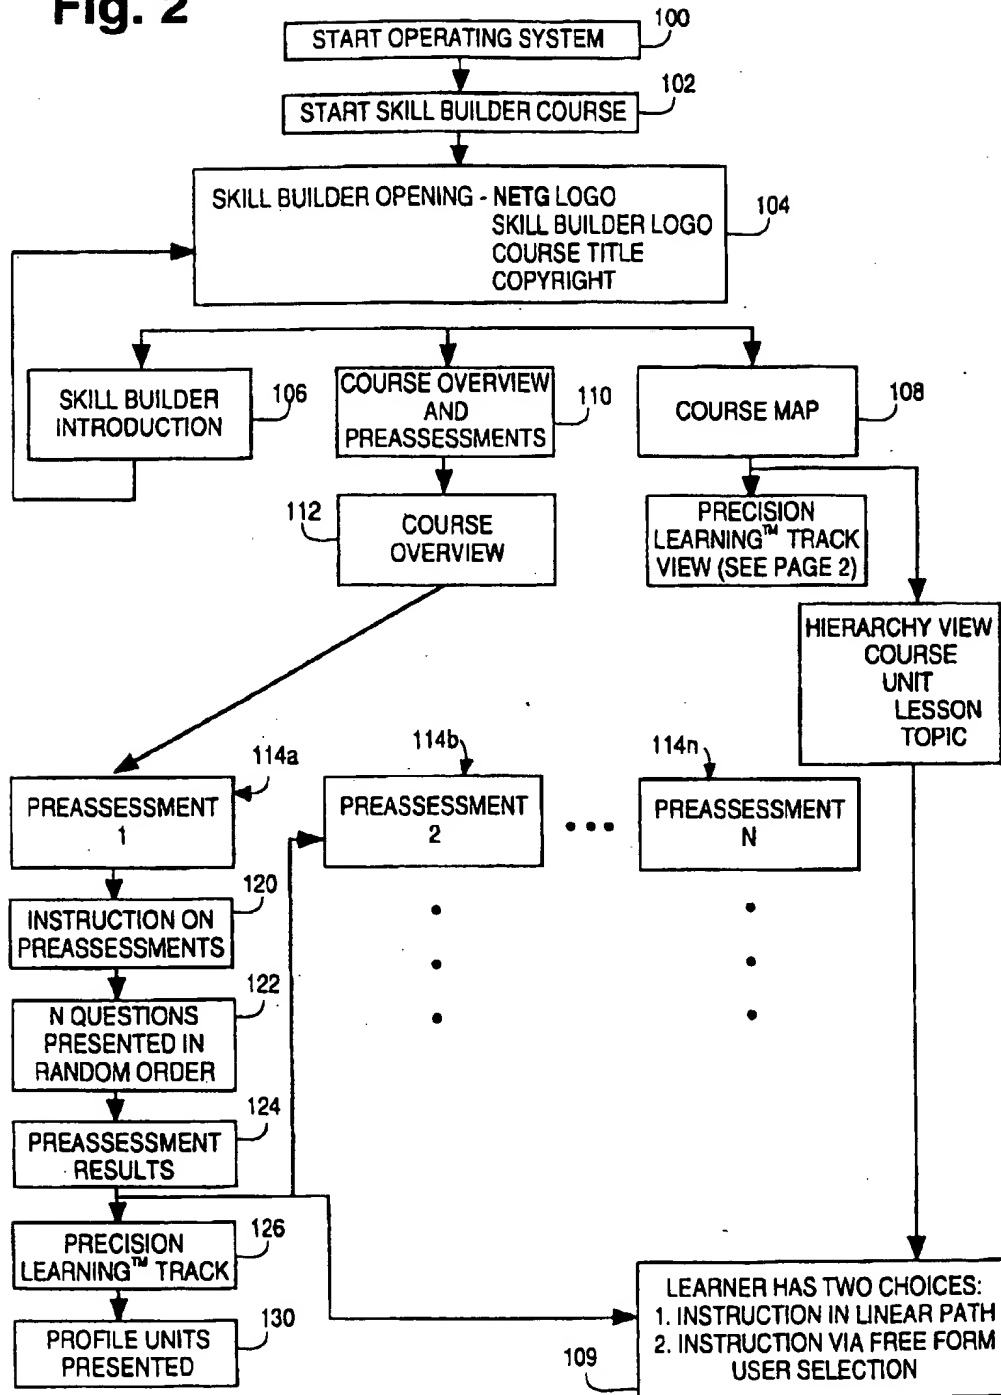 Fig. 2
START OPERATING SYSTEM
100
START SKILL BUILDER COURSE
102
SKILL BUILDER OPENING - NETG LOGO
SKILL BUILDER LOGO
COURSE TITLE
COPYRIGHT
104
SKILL BUILDER
INTRODUCTION
106
COURSE OVERVIEW
AND
PREASSESSMENTS
110
COURSE MAP
108
112
COURSE
OVERVIEW
PRECISION
LEARNING™ TRACK
VIEW (SEE PAGE 2)
HIERARCHY VIEW
COURSE
UNIT
LESSON
TOPIC
114a
PREASSESSMENT
1
114b
PREASSESSMENT
2
114n
PREASSESSMENT
N
120
INSTRUCTION ON
PREASSESSMENTS
122
N QUESTIONS
PRESENTED IN
RANDOM ORDER
124
PREASSESSMENT
RESULTS
126
PRECISION
LEARNING™ TRACK
130
PROFILE UNITS
PRESENTED
LEARNER HAS TWO CHOICES:
1. INSTRUCTION IN LINEAR PATH
2. INSTRUCTION VIA FREE FORM
USER SELECTION
109